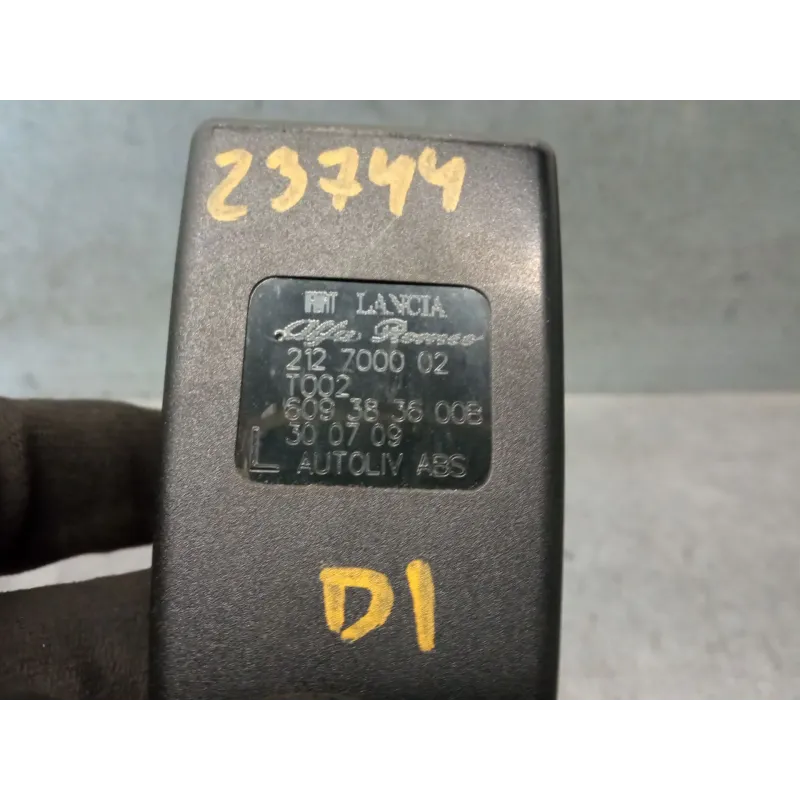 23744
FIAT LANCIA
Alfa Romeo
212 7000 02
T002
609 38 36 00B
30 07 09
L AUTOLIV ABS
D1